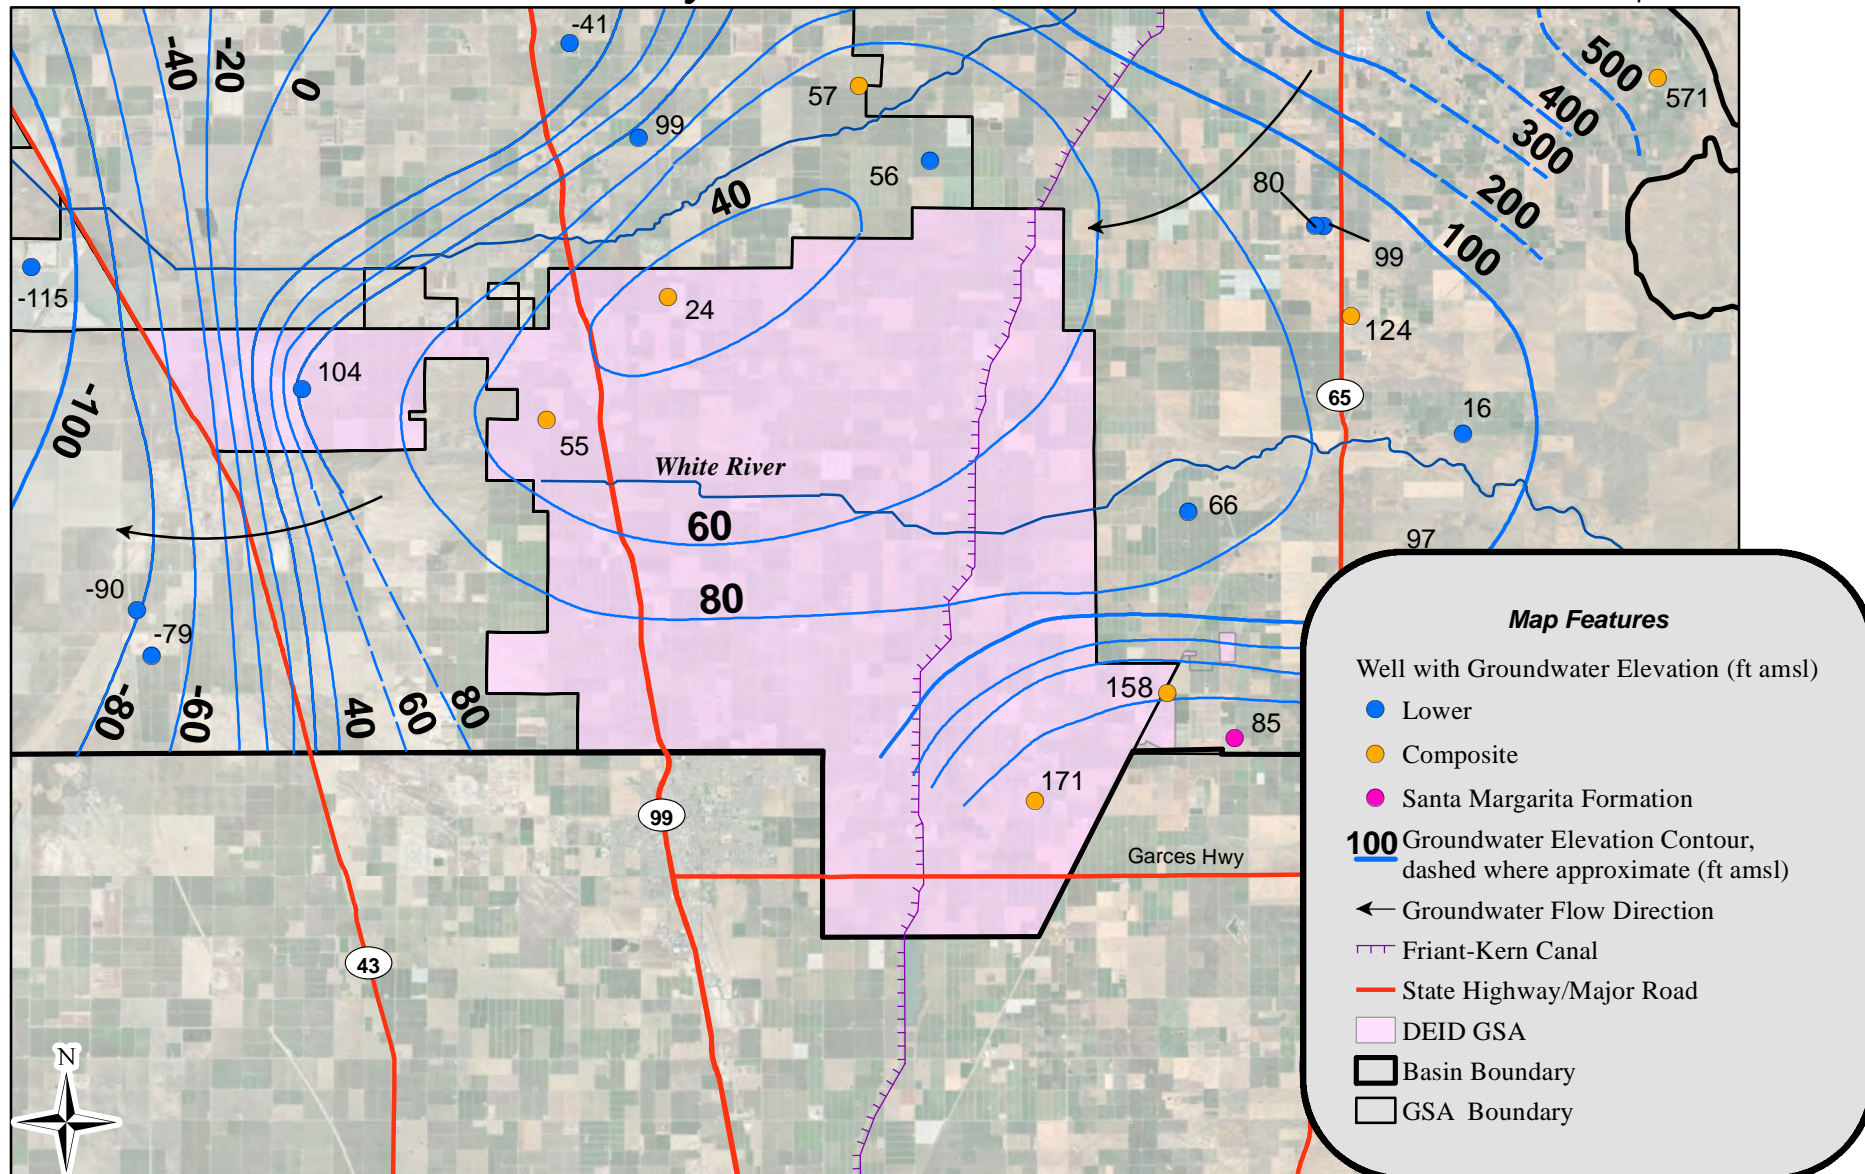 -41
-40
-20
0
57
99
56
40
500
571
400
300
200
100
80
99
124
-115
24
104
-100
55
65
16
White River
60
66
97
80
-90
-79
-80
-60
40
60
80
158
85
171
99
Garces Hwy
43
N
Map Features
Well with Groundwater Elevation (ft amsl)
Lower
Composite
Santa Margarita Formation
100 Groundwater Elevation Contour,
dashed where approximate (ft amsl)
Groundwater Flow Direction
Friant-Kern Canal
State Highway/Major Road
DEID GSA
Basin Boundary
GSA Boundary